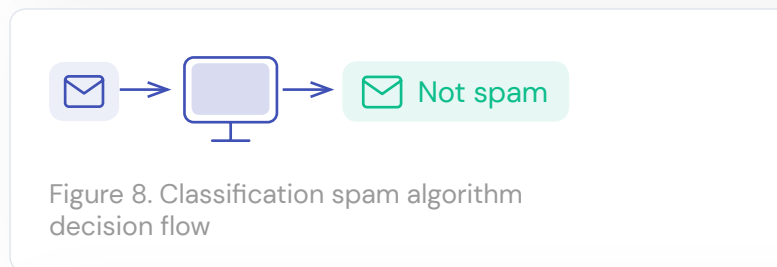 Not spam
Figure 8. Classification spam algorithm
decision flow